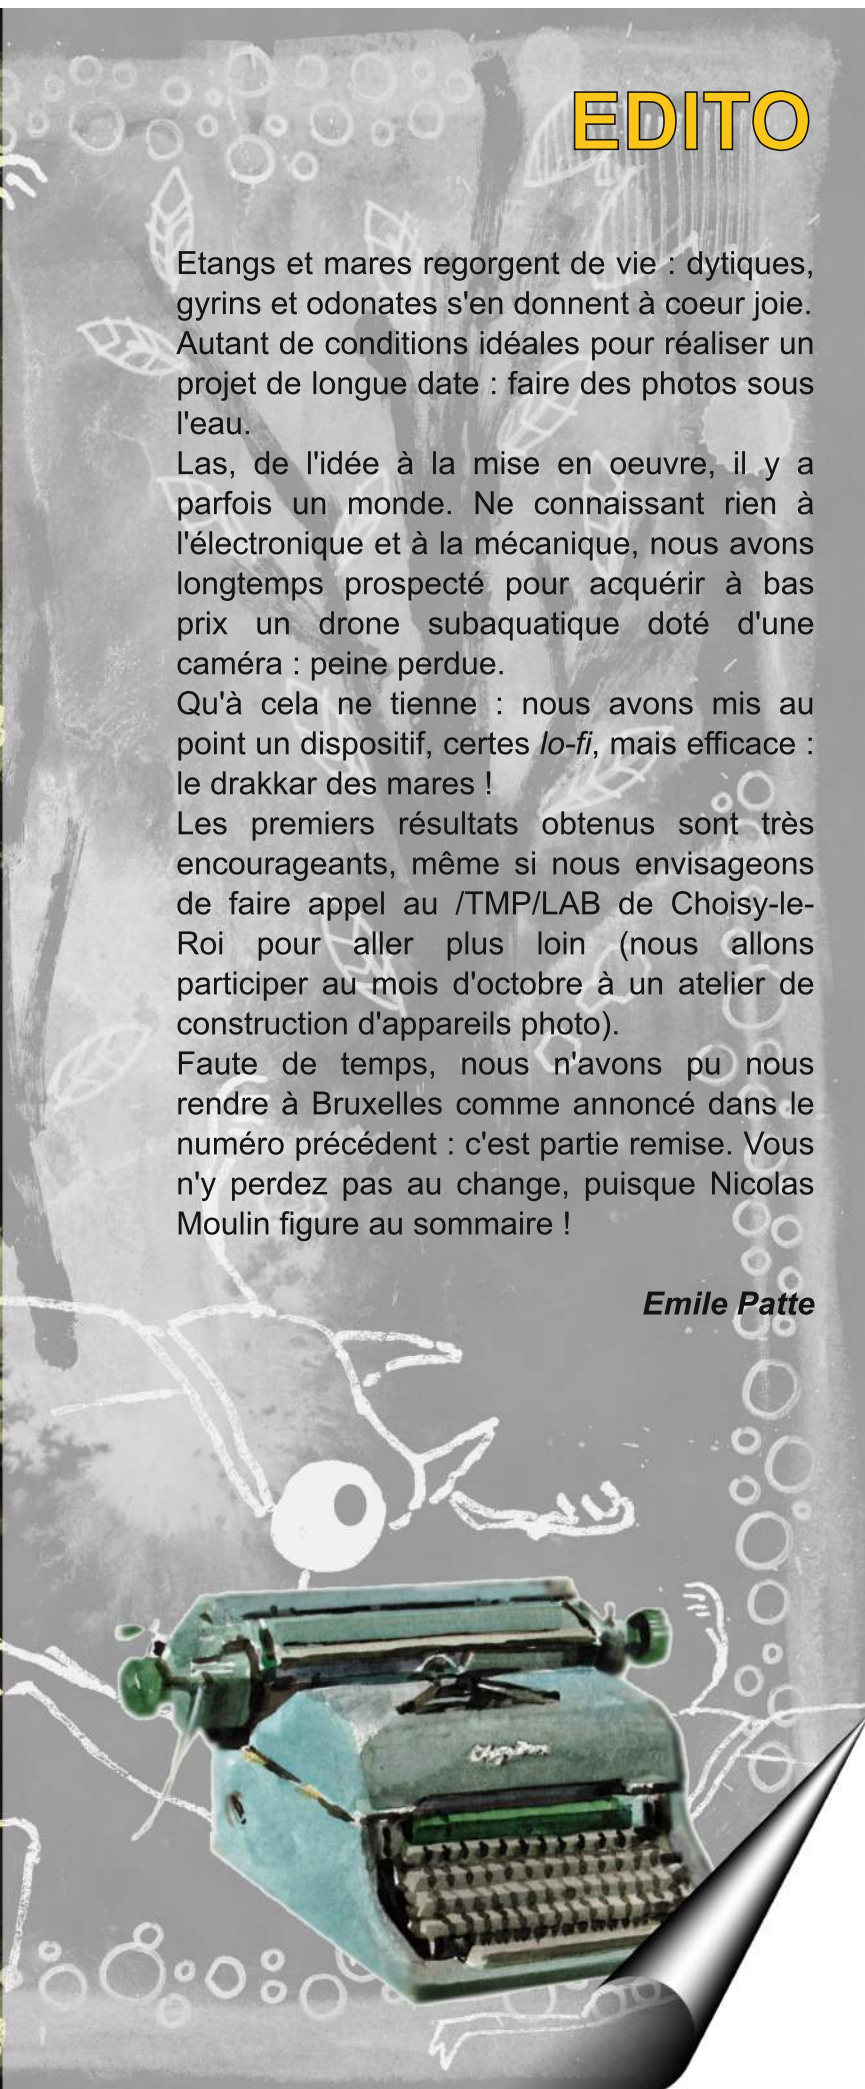 EDITO
Etangs et mares regorgent de vie : dytiques,
gyrins et odonates s'en donnent à coeur joie.
Autant de conditions idéales pour réaliser un
projet de longue date : faire des photos sous
l'eau.
Las, de l'idée à la mise en oeuvre, il y a
parfois un monde. Ne connaissant rien à
l'électronique et à la mécanique, nous avons
longtemps prospecté pour acquérir à bas
prix un drone subaquatique doté d'une
caméra : peine perdue.
Qu'à cela ne tienne : nous avons mis au
point un dispositif, certes lo-fi, mais efficace :
le drakkar des mares !
Les premiers résultats obtenus sont très
encourageants, même si nous envisageons
de faire appel au /TMP/LAB de Choisy-le-
Roi pour aller plus loin (nous allons
participer au mois d'octobre à un atelier de
construction d'appareils photo).
Faute de temps, nous n'avons pu nous
rendre à Bruxelles comme annoncé dans le
numéro précédent : c'est partie remise. Vous
n'y perdez pas au change, puisque Nicolas
Moulin figure au sommaire !
Emile Patte